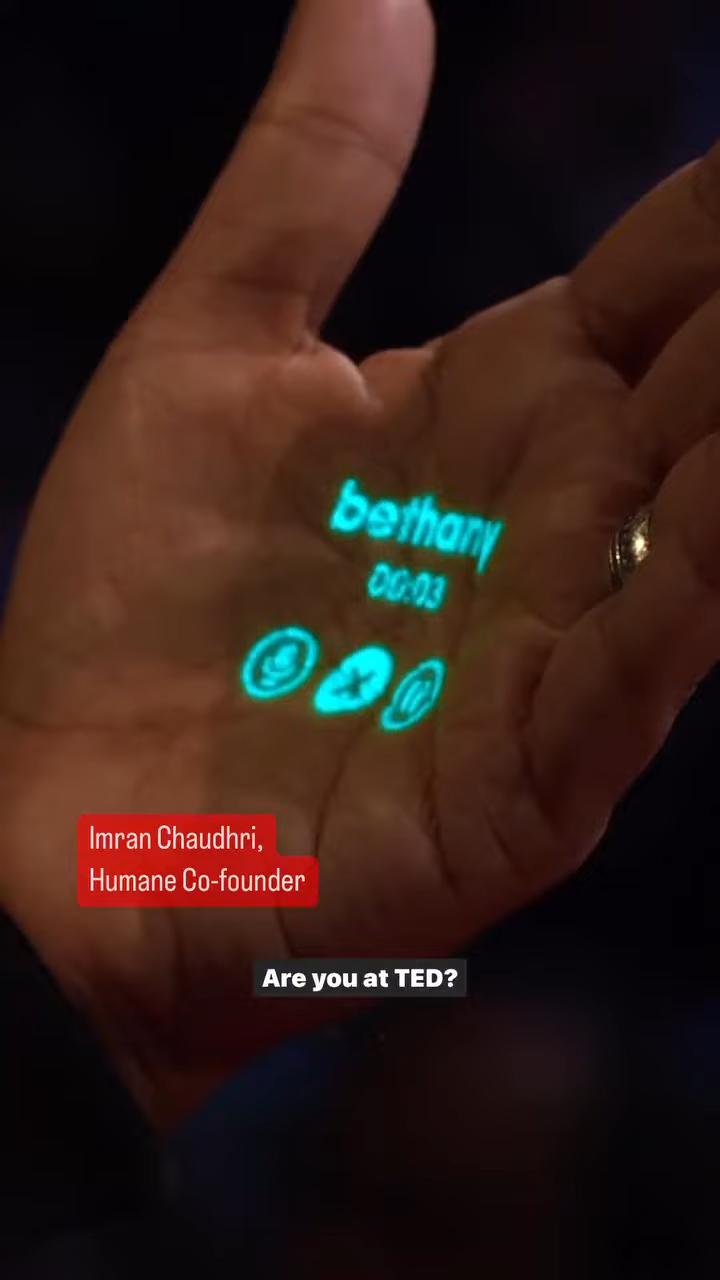 bethany
00:03
Imran Chaudhri,
Humane Co-founder
Are you at TED?